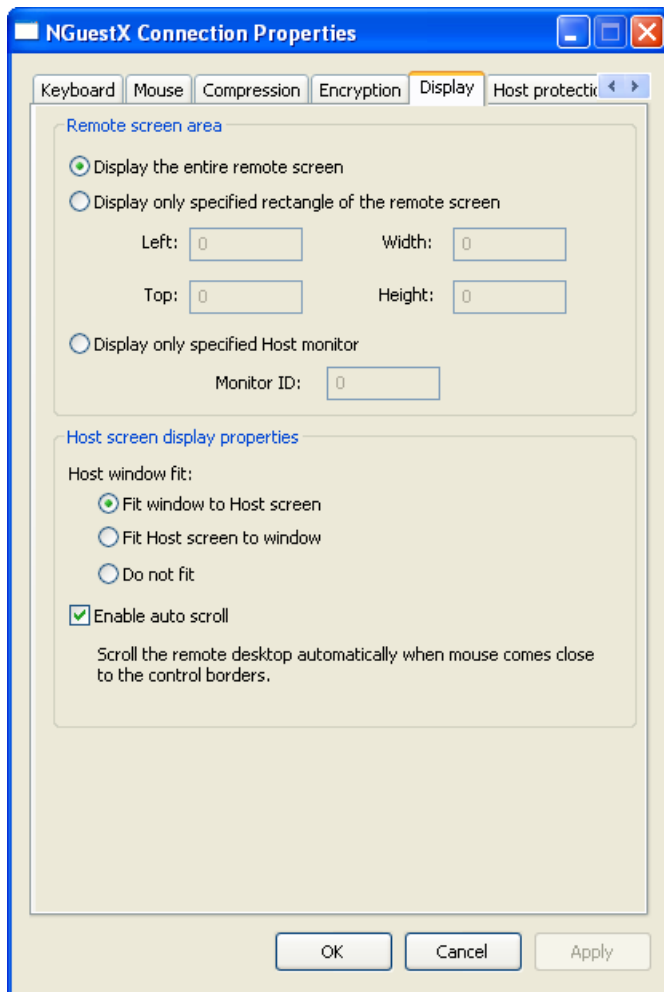 NGuestX Connection Properties
Keyboard Mouse Compression Encryption Display Host protectic
Remote screen area
Display the entire remote screen
Display only specified rectangle of the remote screen
Left: 0 Width: 0
Top: 0 Height: 0
Display only specified Host monitor
Monitor ID: 0
Host screen display properties
Host window fit:
Fit window to Host screen
Fit Host screen to window
Do not fit
Enable auto scroll
Scroll the remote desktop automatically when mouse comes close
to the control borders.
OK Cancel Apply